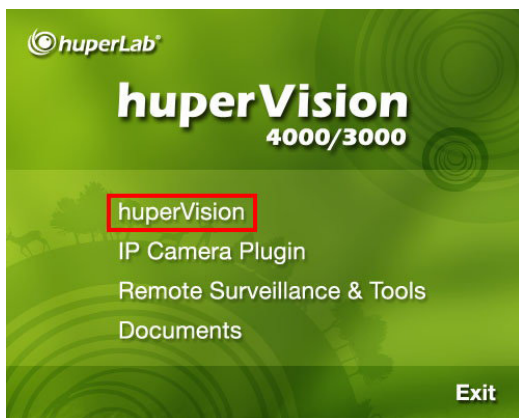 huperLab®
huperVision
4000/3000
huperVision
IP Camera Plugin
Remote Surveillance & Tools
Documents
Exit